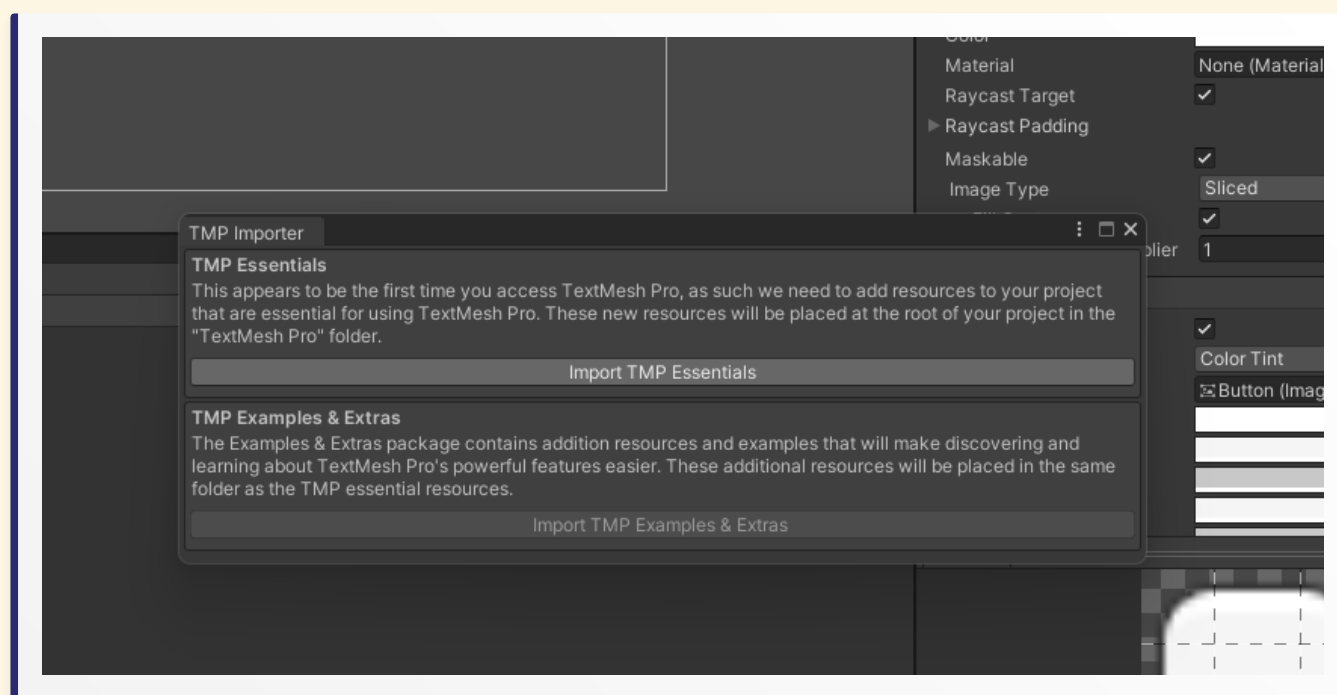 Material
None (Material
Raycast Target
Raycast Padding
Maskable
Image Type
Sliced
TMP Importer
plier
1
TMP Essentials
This appears to be the first time you access TextMesh Pro, as such we need to add resources to your project
that are essential for using TextMesh Pro. These new resources will be placed at the root of your project in the
"TextMesh Pro" folder.
Import TMP Essentials
Color Tint
Button (Imag
TMP Examples & Extras
The Examples & Extras package contains addition resources and examples that will make discovering and
learning about TextMesh Pro's powerful features easier. These additional resources will be placed in the same
folder as the TMP essential resources.
Import TMP Examples & Extras